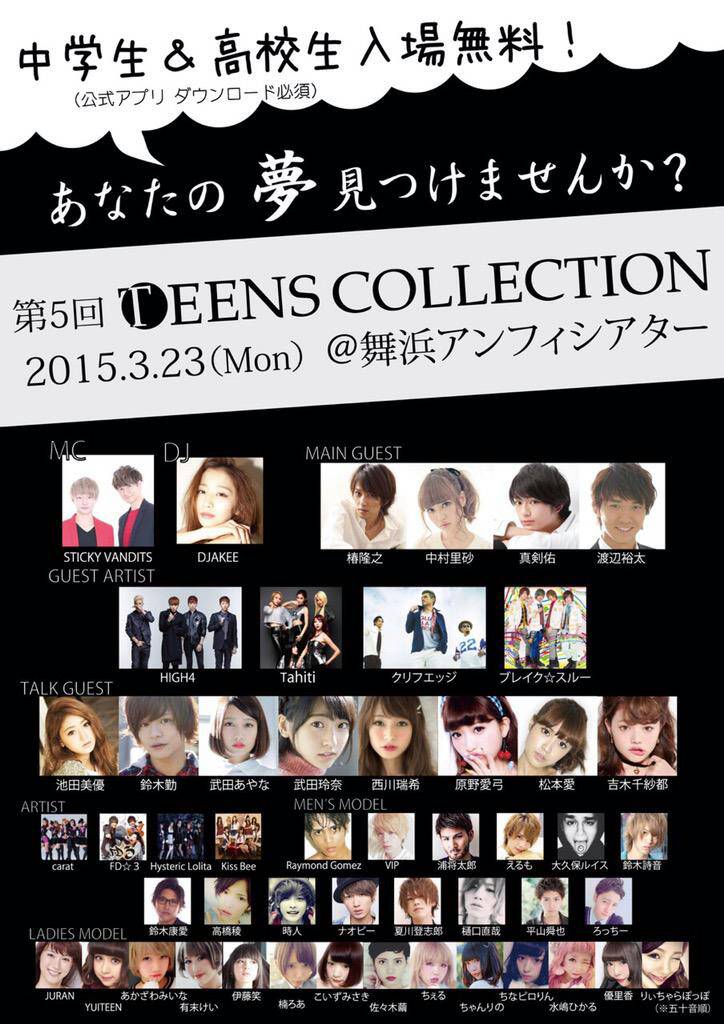 中学生&高校生入場無料!
(公式アプリ ダウンロード必須)
あなたの 夢 見つけませんか?
第5回 TEENS COLLECTION
2015.3.23(Mon) @舞浜アンフィシアター
MC DJ MAIN GUEST
STICKY VANDITS DJAKEE 椿隆之 中村里砂 真剣佑 渡辺裕太
GUEST ARTIST
HIGH4 Tahiti クリフエッジ ブレイク☆スルー
TALK GUEST
池田美優 鈴木勤 武田あやな 武田玲奈 西川瑞希 原野愛弓 松本愛 吉木千紗都
ARTIST MEN'S MODEL
carat FD☆3 Hysteric Lolita Kiss Bee Raymond Gomez VIP 浦将太郎 えるも 大久保ルイス 鈴木詩音
鈴木康愛 高橋稜 時人 ナオビー 夏川登志郎 樋口直哉 平山舜也 ろっちー
LADIES MODEL
JURAN YUITEEN あかざわみいな 有末けい 伊藤笑 楠ろあ こいずみさき 佐々木繭 ちぇる ちゃんりの ちなピロりん 水嶋ひかる 優里香 りぃちゃらぽっぽ
(※五十音順)